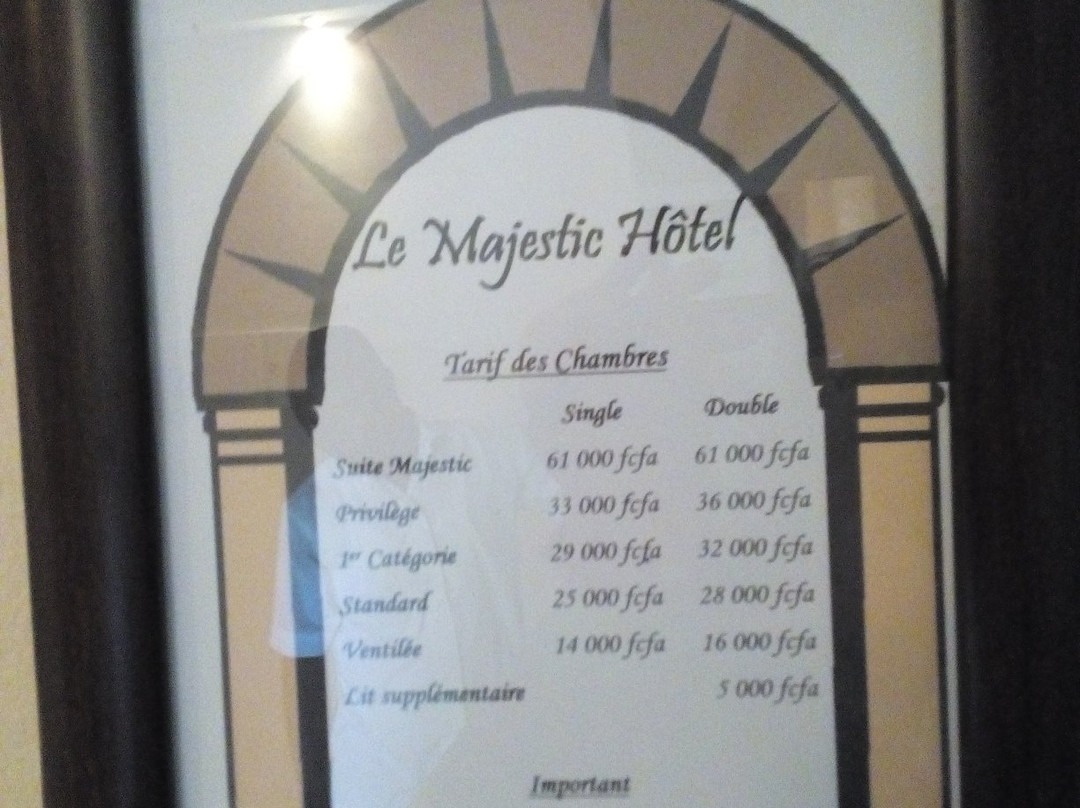 Le Majestic Hôtel
Tarif des Chambres
Single Double
Suite Majestic 61 000 fcfa 61 000 fcfa
Privilège 33 000 fcfa 36 000 fcfa
1er Catégorie 29 000 fcfa 32 000 fcfa
Standard 25 000 fcfa 28 000 fcfa
Ventilée 14 000 fcfa 16 000 fcfa
Lit supplémentaire 5 000 fcfa
Important